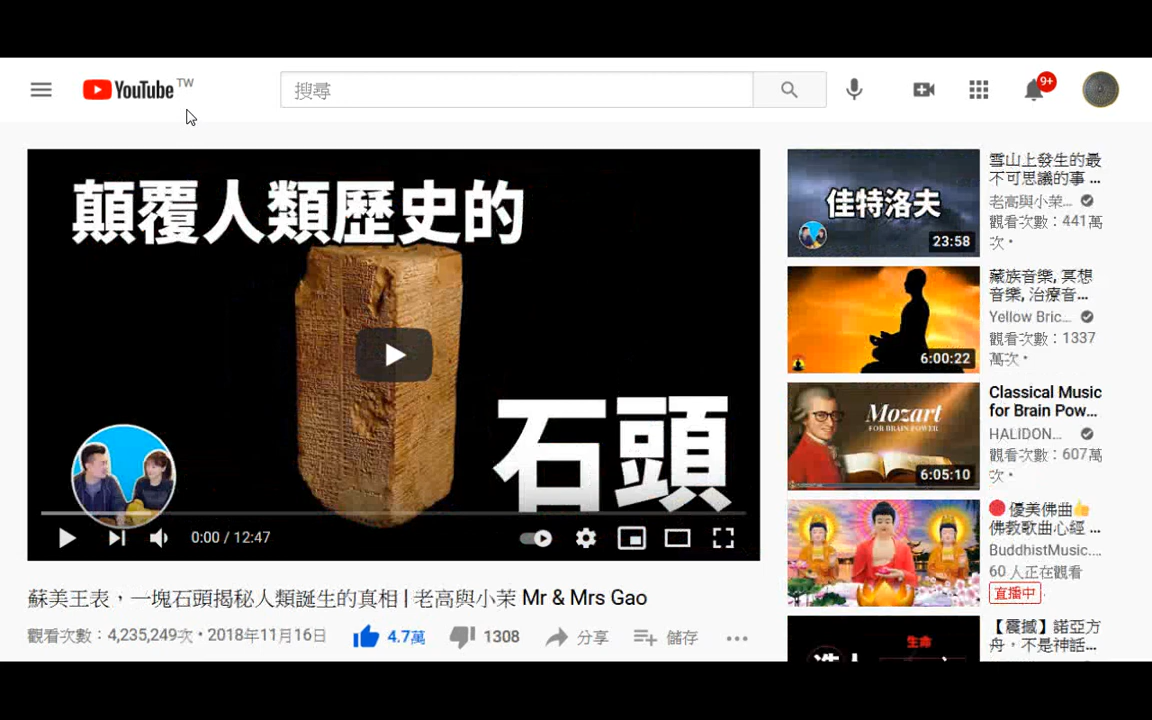 YouTube TW
搜尋
9+
顛覆人類歷史的
石頭
0:00 / 12:47
蘇美王表，一塊石頭揭秘人類誕生的真相 | 老高與小茉 Mr & Mrs Gao
觀看次數：4,235,249次 • 2018年11月16日
4.7萬
1308
分享
儲存
佳特洛夫
23:58
雪山上發生的最
不可思議的事 ...
老高與小茉...
觀看次數：441萬
次 •
6:00:22
藏族音樂, 冥想
音樂, 治療音...
Yellow Bric...
觀看次數：1337
萬次 •
Mozart
FOR BRAIN POWER
6:05:10
Classical Music
for Brain Pow...
HALIDON...
觀看次數：607萬
次 •
優美佛曲
佛教歌曲心經 ...
BuddhistMusic....
60 人正在觀看
直播中
生命
【震撼】諾亞方
舟，不是神話...